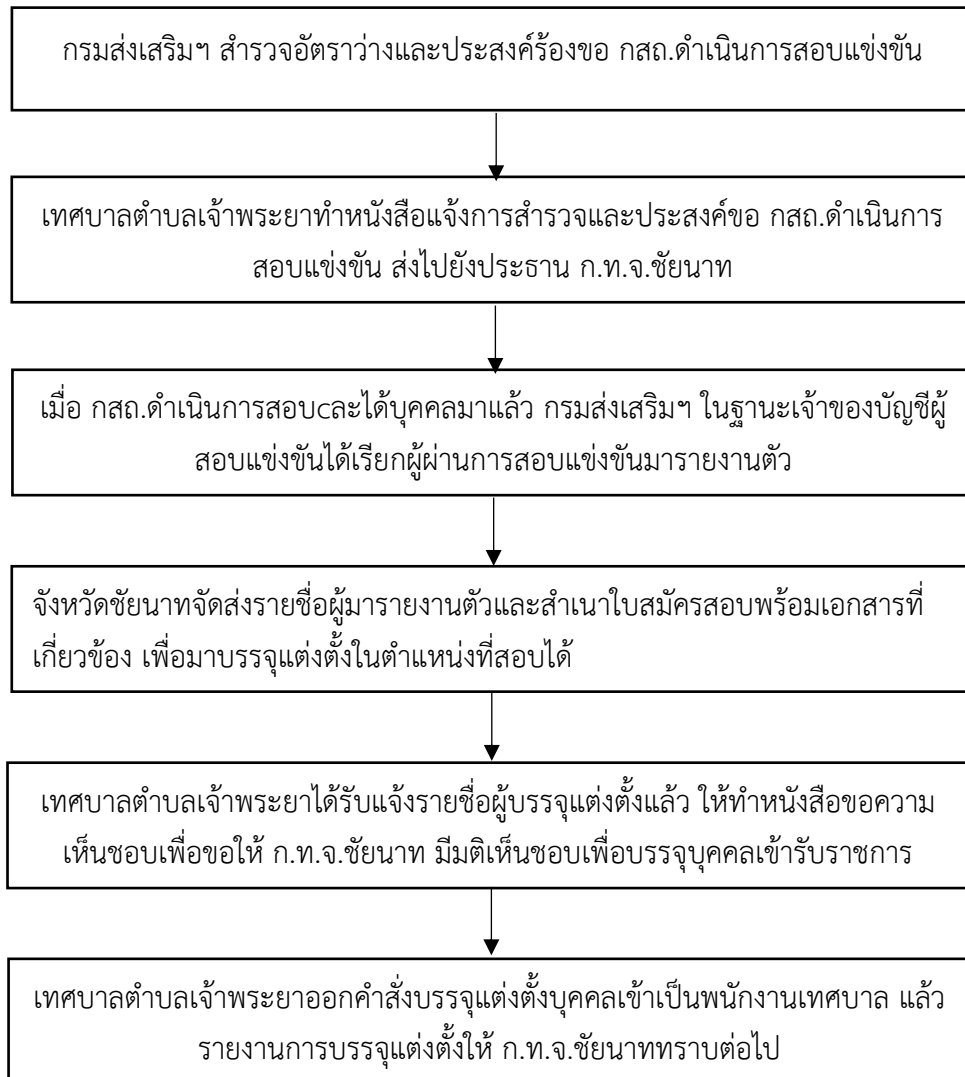 กรมส่งเสริมฯ สำรวจอัตราว่างและประสงค์ร้องขอ กสถ.ดำเนินการสอบแข่งขัน
เทศบาลตำบลเจ้าพระยาทำหนังสือแจ้งการสำรวจและประสงค์ขอ กสถ.ดำเนินการ
สอบแข่งขัน ส่งไปยังประธาน ก.ท.จ.ชัยนาท
เมื่อ กสถ.ดำเนินการสอบcละได้บุคคลมาแล้ว กรมส่งเสริมฯ ในฐานะเจ้าของบัญชีผู้
สอบแข่งขันได้เรียกผู้ผ่านการสอบแข่งขันมารายงานตัว
จังหวัดชัยนาทจัดส่งรายชื่อผู้มารายงานตัวและสำเนาใบสมัครสอบพร้อมเอกสารที่
เกี่ยวข้อง เพื่อมาบรรจุแต่งตั้งในตำแหน่งที่สอบได้
เทศบาลตำบลเจ้าพระยาได้รับแจ้งรายชื่อผู้บรรจุแต่งตั้งแล้ว ให้ทำหนังสือขอความ
เห็นชอบเพื่อขอให้ ก.ท.จ.ชัยนาท มีมติเห็นชอบเพื่อบรรจุบุคคลเข้ารับราชการ
เทศบาลตำบลเจ้าพระยาออกคำสั่งบรรจุแต่งตั้งบุคคลเข้าเป็นพนักงานเทศบาล แล้ว
รายงานการบรรจุแต่งตั้งให้ ก.ท.จ.ชัยนาททราบต่อไป